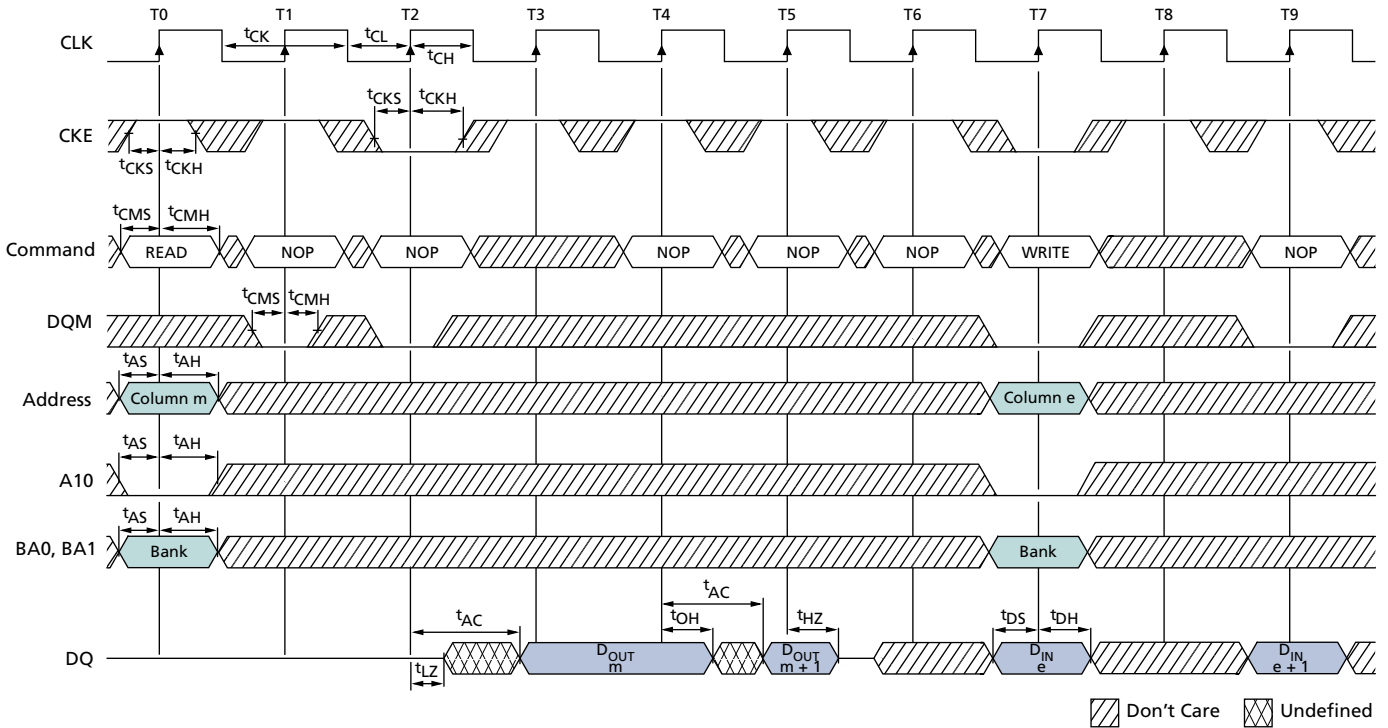 T0 T1 T2 T3 T4 T5 T6 T7 T8 T9
CLK
tCK tCL
tCH
tCKS tCKH
CKE
tCKS tCKH
tCMS tCMH
Command READ NOP NOP NOP NOP NOP WRITE NOP
tCMS tCMH
DQM
tAS tAH
Address Column m Column e
tAS tAH
A10
tAS tAH
BA0, BA1 Bank Bank
tAC
tAC tOH tHZ tDS tDH
DQ DOUT m DOUT m + 1 DIN e DIN e + 1
tLZ
Don't Care Undefined